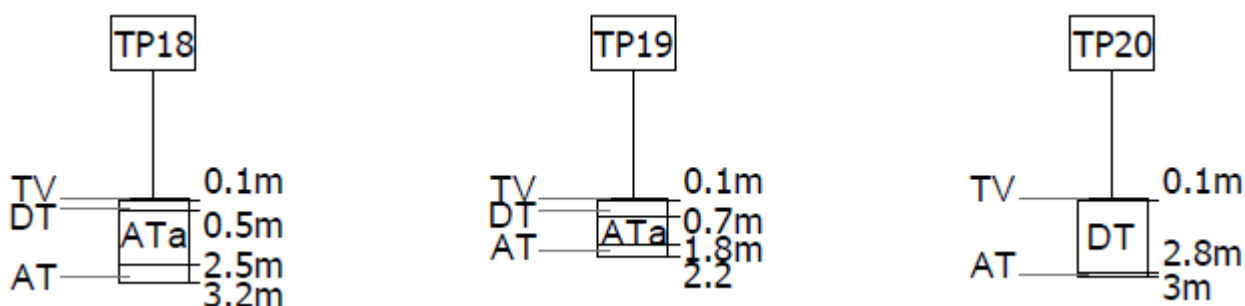 TP18
TP19
TP20
TV
0.1m
DT
0.5m
ATa
2.5m
AT
3.2m
TV
0.1m
DT
0.7m
ATa
1.8m
AT
2.2
TV
0.1m
DT
2.8m
AT
3m